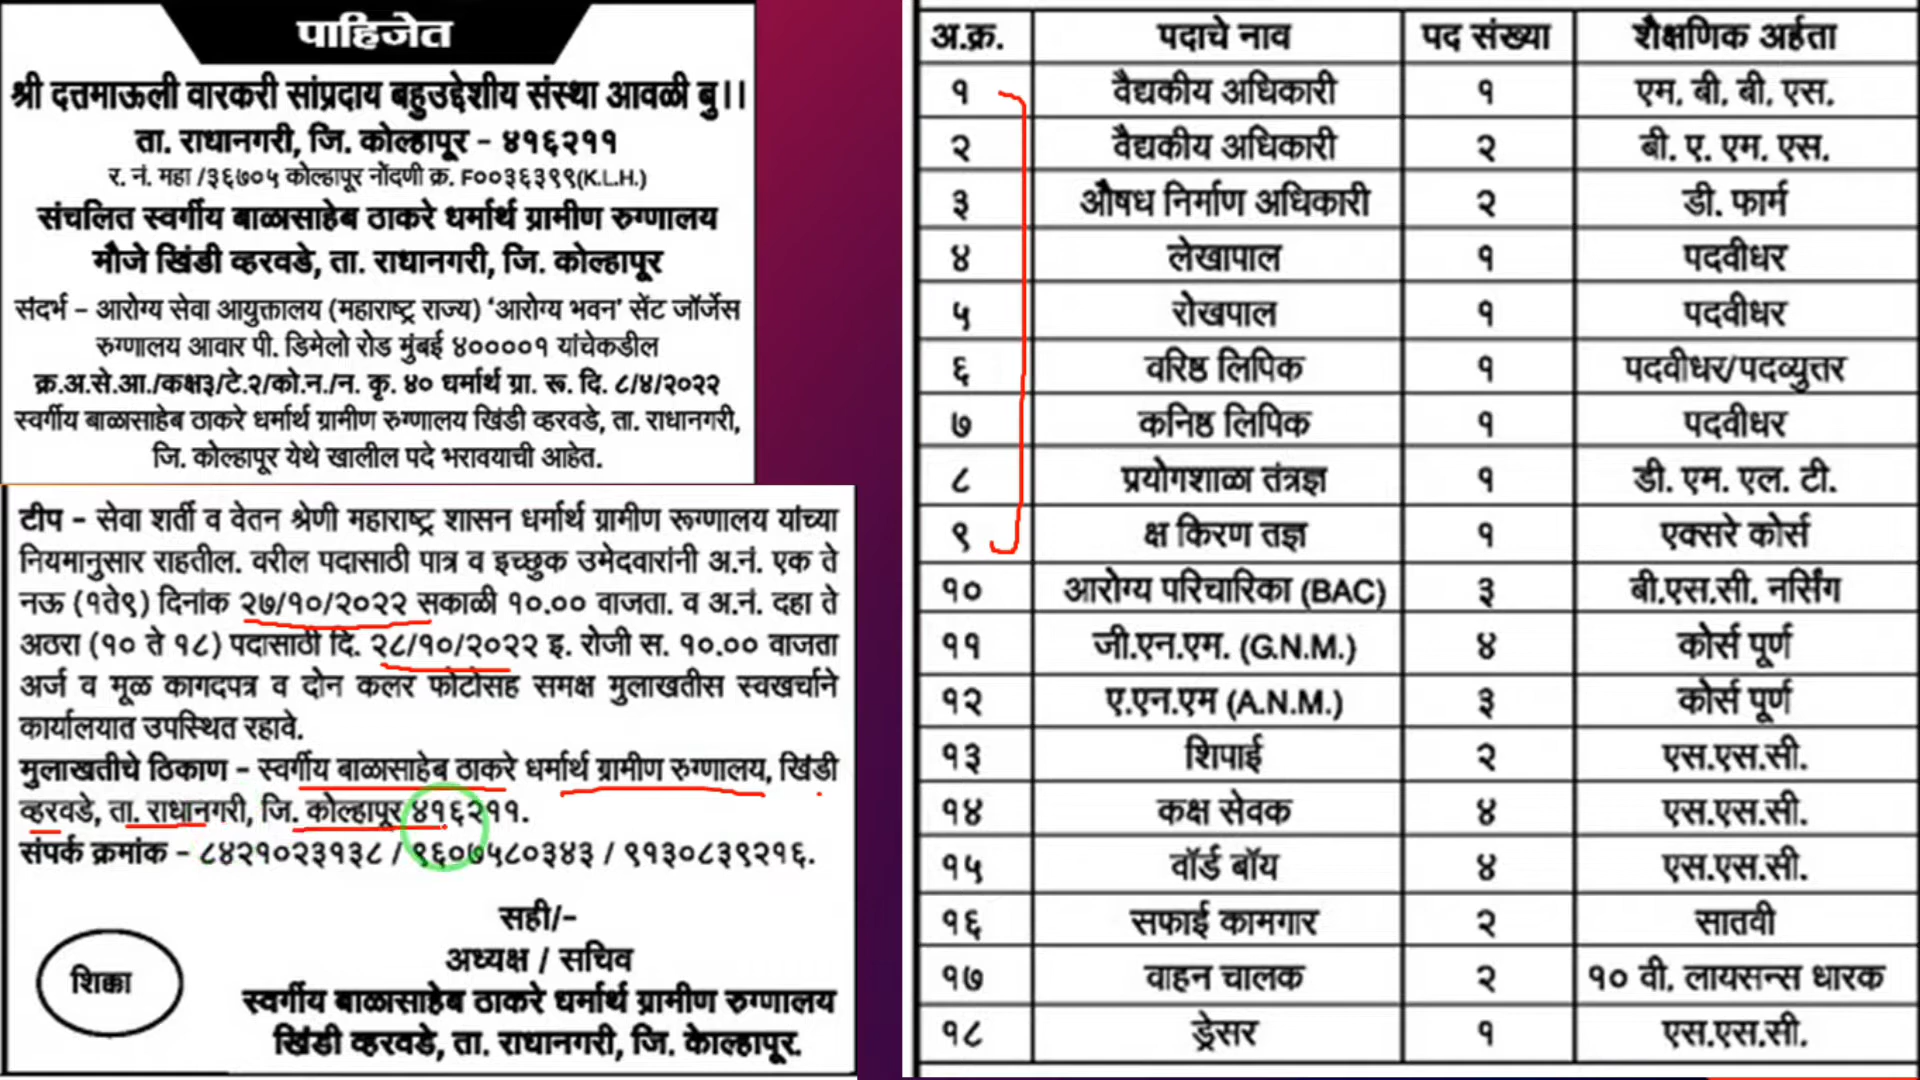 पाहिजेत
श्री दतमाऊली वारकरी सांप्रदाय बहुउद्देशीय संस्था आवळी बु।।
ता. राधानगरी, जि. कोल्हापूर - ४१६२११
र. नं. महा /३६७०५ कोल्हापूर नोंदणी क्र. F००३६३९९(K.L.H.)
संचलित स्वर्गीय बाळासाहेब ठाकरे धर्मार्थ ग्रामीण रुग्णालय
मौजे खिंडी व्हरवडे, ता. राधानगरी, जि. कोल्हापूर
संदर्भ - आरोग्य सेवा आयुक्तालय (महाराष्ट्र राज्य) 'आरोग्य भवन' सेंट जॉर्जेस
रुग्णालय आवार पी. डिमेलो रोड मुंबई ४००००१ यांचेकडील
क्र.अ.से.आ./कक्ष३/टे.२/को.न./न. कृ. ४० धर्मार्थ ग्रा. रू. दि. ८/४/२०२२
स्वर्गीय बाळासाहेब ठाकरे धर्मार्थ ग्रामीण रुग्णालय खिंडी व्हरवडे, ता. राधानगरी,
जि. कोल्हापूर येथे खालील पदे भरावयाची आहेत.
टीप - सेवा शर्ती व वेतन श्रेणी महाराष्ट्र शासन धर्मार्थ ग्रामीण रूग्णालय यांच्या
नियमानुसार राहतील. वरील पदासाठी पात्र व इच्छुक उमेदवारांनी अ.नं. एक ते
नऊ (१ते९) दिनांक २७/१०/२०२२ सकाळी १०.०० वाजता. व अ.नं. दहा ते
अठरा (१० ते १८) पदासाठी दि. २८/१०/२०२२ इ. रोजी स. १०.०० वाजता
अर्ज व मूळ कागदपत्र व दोन कलर फोटोसह समक्ष मुलाखतीस स्वखर्चाने
कार्यालयात उपस्थित रहावे.
मुलाखतीचे ठिकाण - स्वर्गीय बाळासाहेब ठाकरे धर्मार्थ ग्रामीण रुग्णालय, खिंडी
व्हरवडे, ता. राधानगरी, जि. कोल्हापूर ४१६२११.
संपर्क क्रमांक - ८४२१०२३१३८ / ९६०७५८०३४३ / ९१३०८३९२१६.
सही/-
अध्यक्ष / सचिव
शिक्का
स्वर्गीय बाळासाहेब ठाकरे धर्मार्थ ग्रामीण रुग्णालय
खिंडी व्हरवडे, ता. राधानगरी, जि. कोल्हापूर.
अ.क्र. पदाचे नाव पद संख्या शैक्षणिक अर्हता
१ वैद्यकीय अधिकारी १ एम. बी. बी. एस.
२ वैद्यकीय अधिकारी २ बी. ए. एम. एस.
३ औषध निर्माण अधिकारी २ डी. फार्म
४ लेखापाल १ पदवीधर
५ रोखपाल १ पदवीधर
६ वरिष्ठ लिपिक १ पदवीधर/पदव्युत्तर
७ कनिष्ठ लिपिक १ पदवीधर
८ प्रयोगशाळा तंत्रज्ञ १ डी. एम. एल. टी.
९ क्ष किरण तज्ञ १ एक्सरे कोर्स
१० आरोग्य परिचारिका (BAC) ३ बी.एस.सी. नर्सिंग
११ जी.एन.एम. (G.N.M.) ४ कोर्स पूर्ण
१२ ए.एन.एम (A.N.M.) ३ कोर्स पूर्ण
१३ शिपाई २ एस.एस.सी.
१४ कक्ष सेवक ४ एस.एस.सी.
१५ वॉर्ड बॉय ४ एस.एस.सी.
१६ सफाई कामगार २ सातवी
१७ वाहन चालक २ १० वी. लायसन्स धारक
१८ ड्रेसर १ एस.एस.सी.